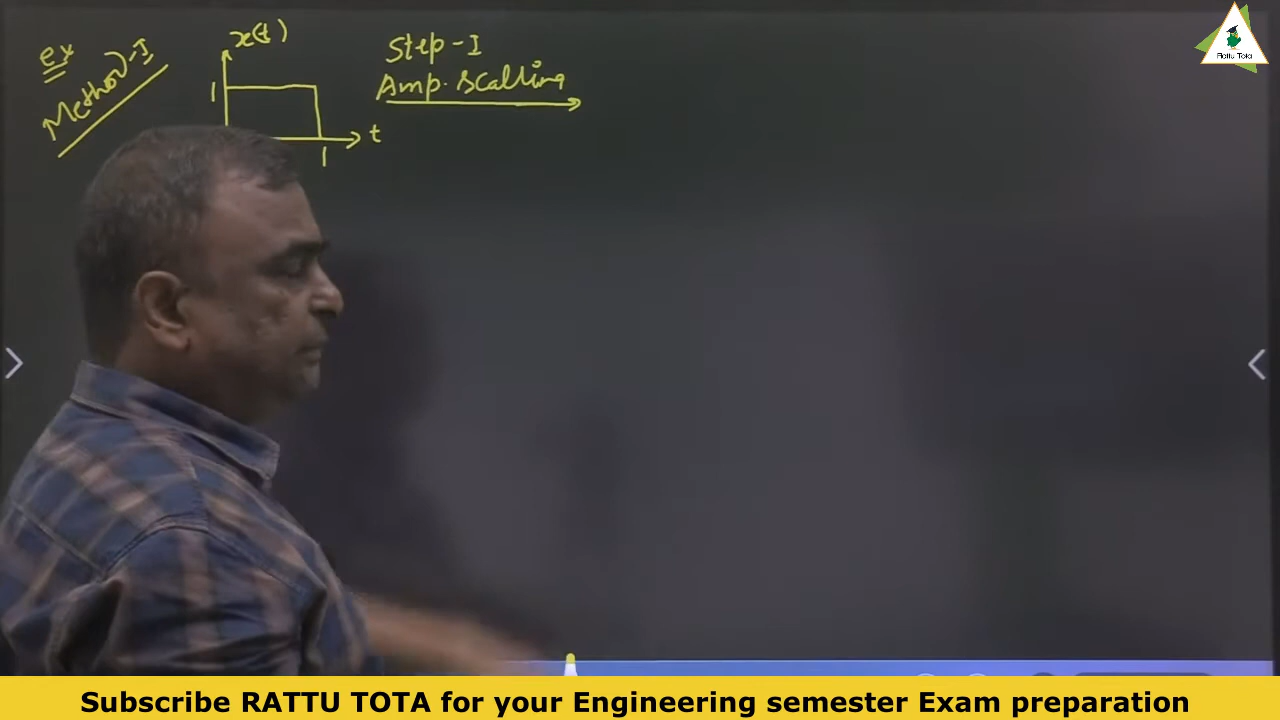 ex
Method-I
x(t)
1
t
1
Step-I
Amp. Scalling
Rattu Tota
Subscribe RATTU TOTA for your Engineering semester Exam preparation